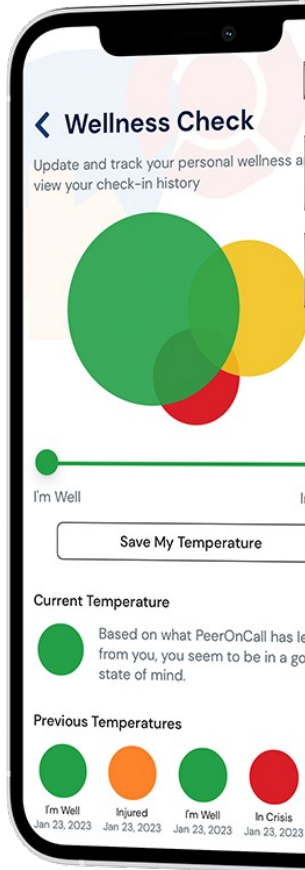 Wellness Check
Update and track your personal wellness a
view your check-in history
I'm Well
Save My Temperature
Current Temperature
Based on what PeerOnCall has le
from you, you seem to be in a go
state of mind.
Previous Temperatures
I'm Well Injured I'm Well In Crisis
Jan 23, 2023 Jan 23, 2023 Jan 23, 2023 Jan 23, 2023